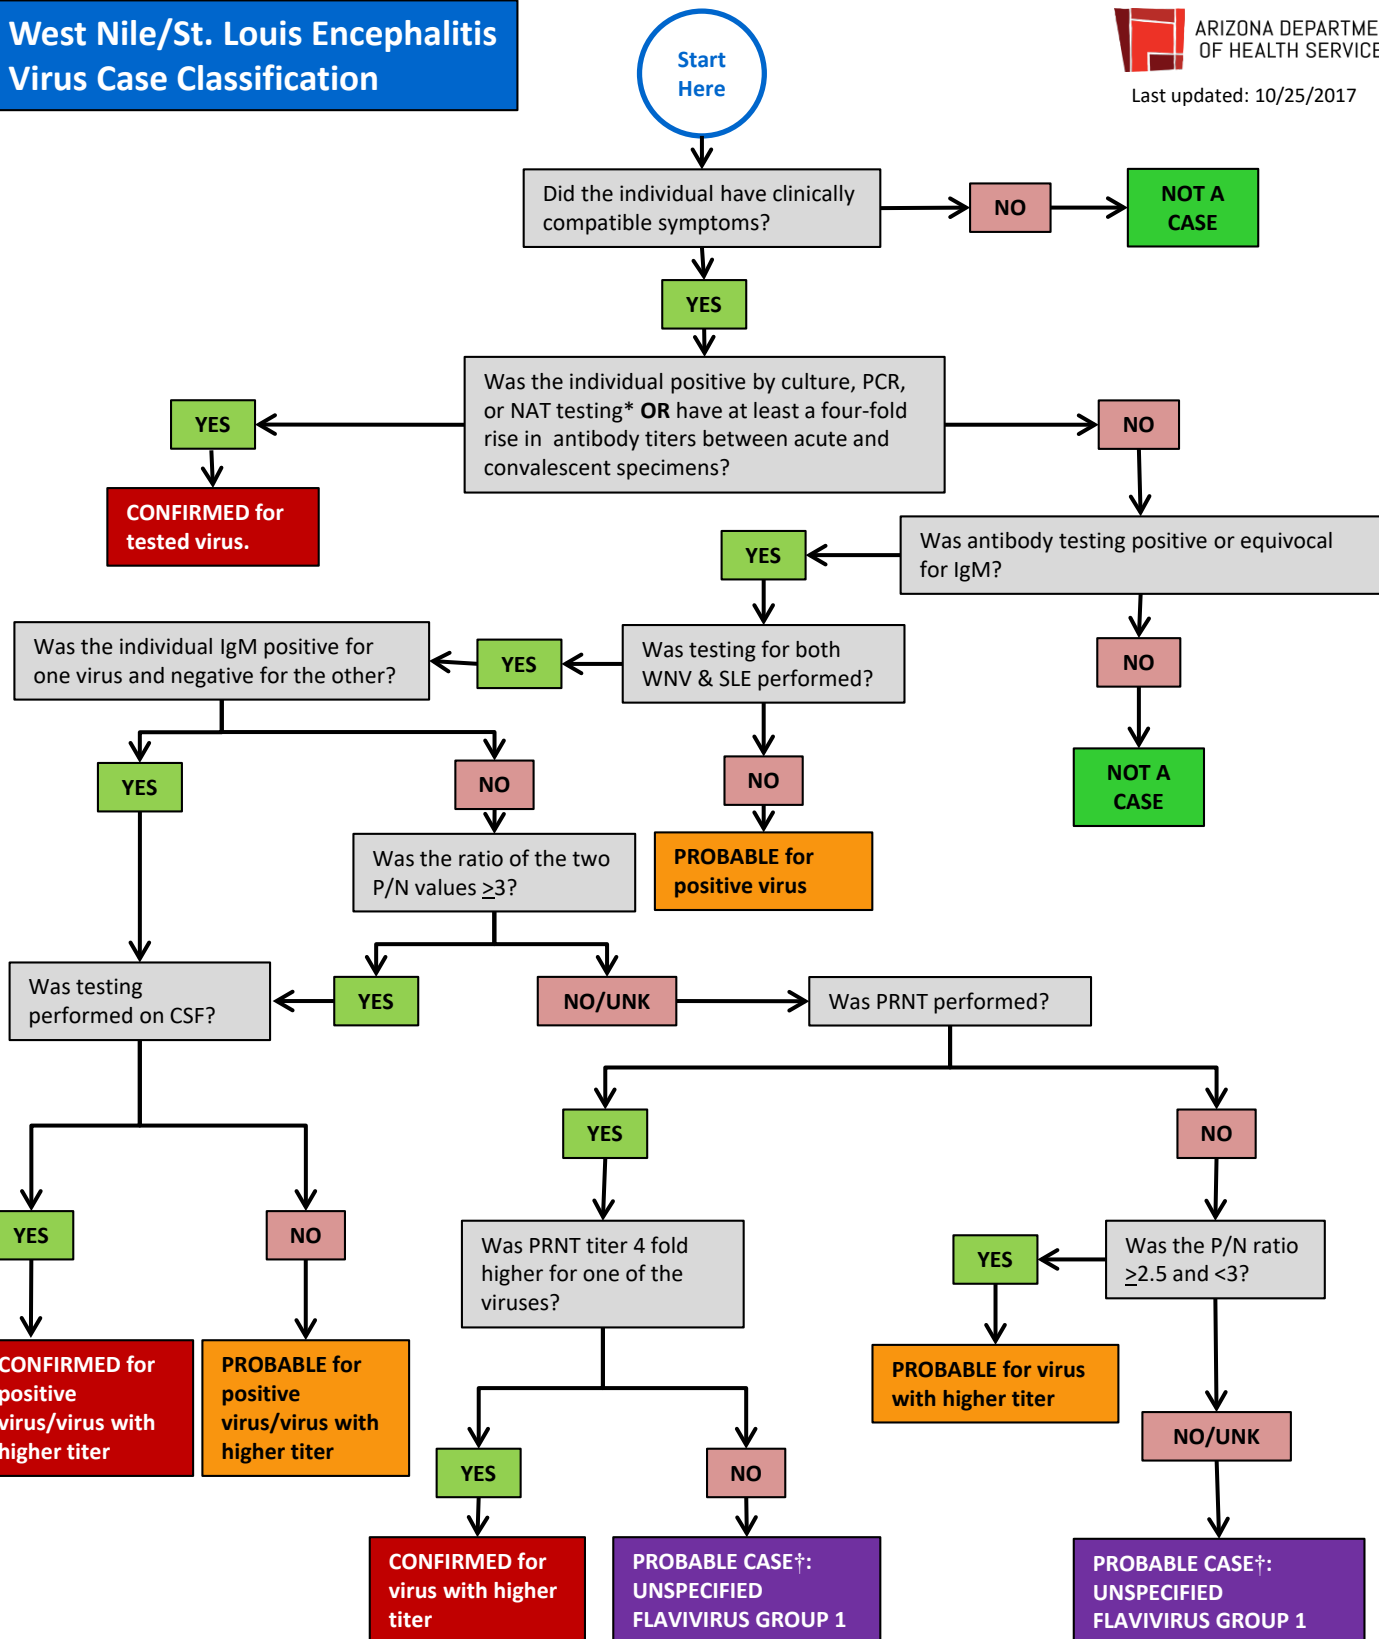 West Nile/St. Louis Encephalitis
Virus Case Classification
Start
Here
ARIZONA DEPARTME
OF HEALTH SERVICE
Last updated: 10/25/2017
Did the individual have clinically
compatible symptoms?
NO
NOT A
CASE
YES
Was the individual positive by culture, PCR,
or NAT testing* OR have at least a four-fold
rise in antibody titers between acute and
convalescent specimens?
YES
NO
CONFIRMED for
tested virus.
Was antibody testing positive or equivocal
for IgM?
YES
NO
NOT A
CASE
Was testing for both
WNV & SLE performed?
YES
NO
PROBABLE for
positive virus
Was the individual IgM positive for
one virus and negative for the other?
YES
NO
Was the ratio of the two
P/N values ≥3?
YES
NO/UNK
Was testing
performed on CSF?
Was PRNT performed?
YES
NO
YES
NO
CONFIRMED for
positive
virus/virus with
higher titer
PROBABLE for
positive
virus/virus with
higher titer
Was PRNT titer 4 fold
higher for one of the
viruses?
Was the P/N ratio
≥2.5 and <3?
YES
PROBABLE for virus
with higher titer
NO/UNK
YES
NO
CONFIRMED for
virus with higher
titer
PROBABLE CASE†:
UNSPECIFIED
FLAVIVIRUS GROUP 1
PROBABLE CASE†:
UNSPECIFIED
FLAVIVIRUS GROUP 1